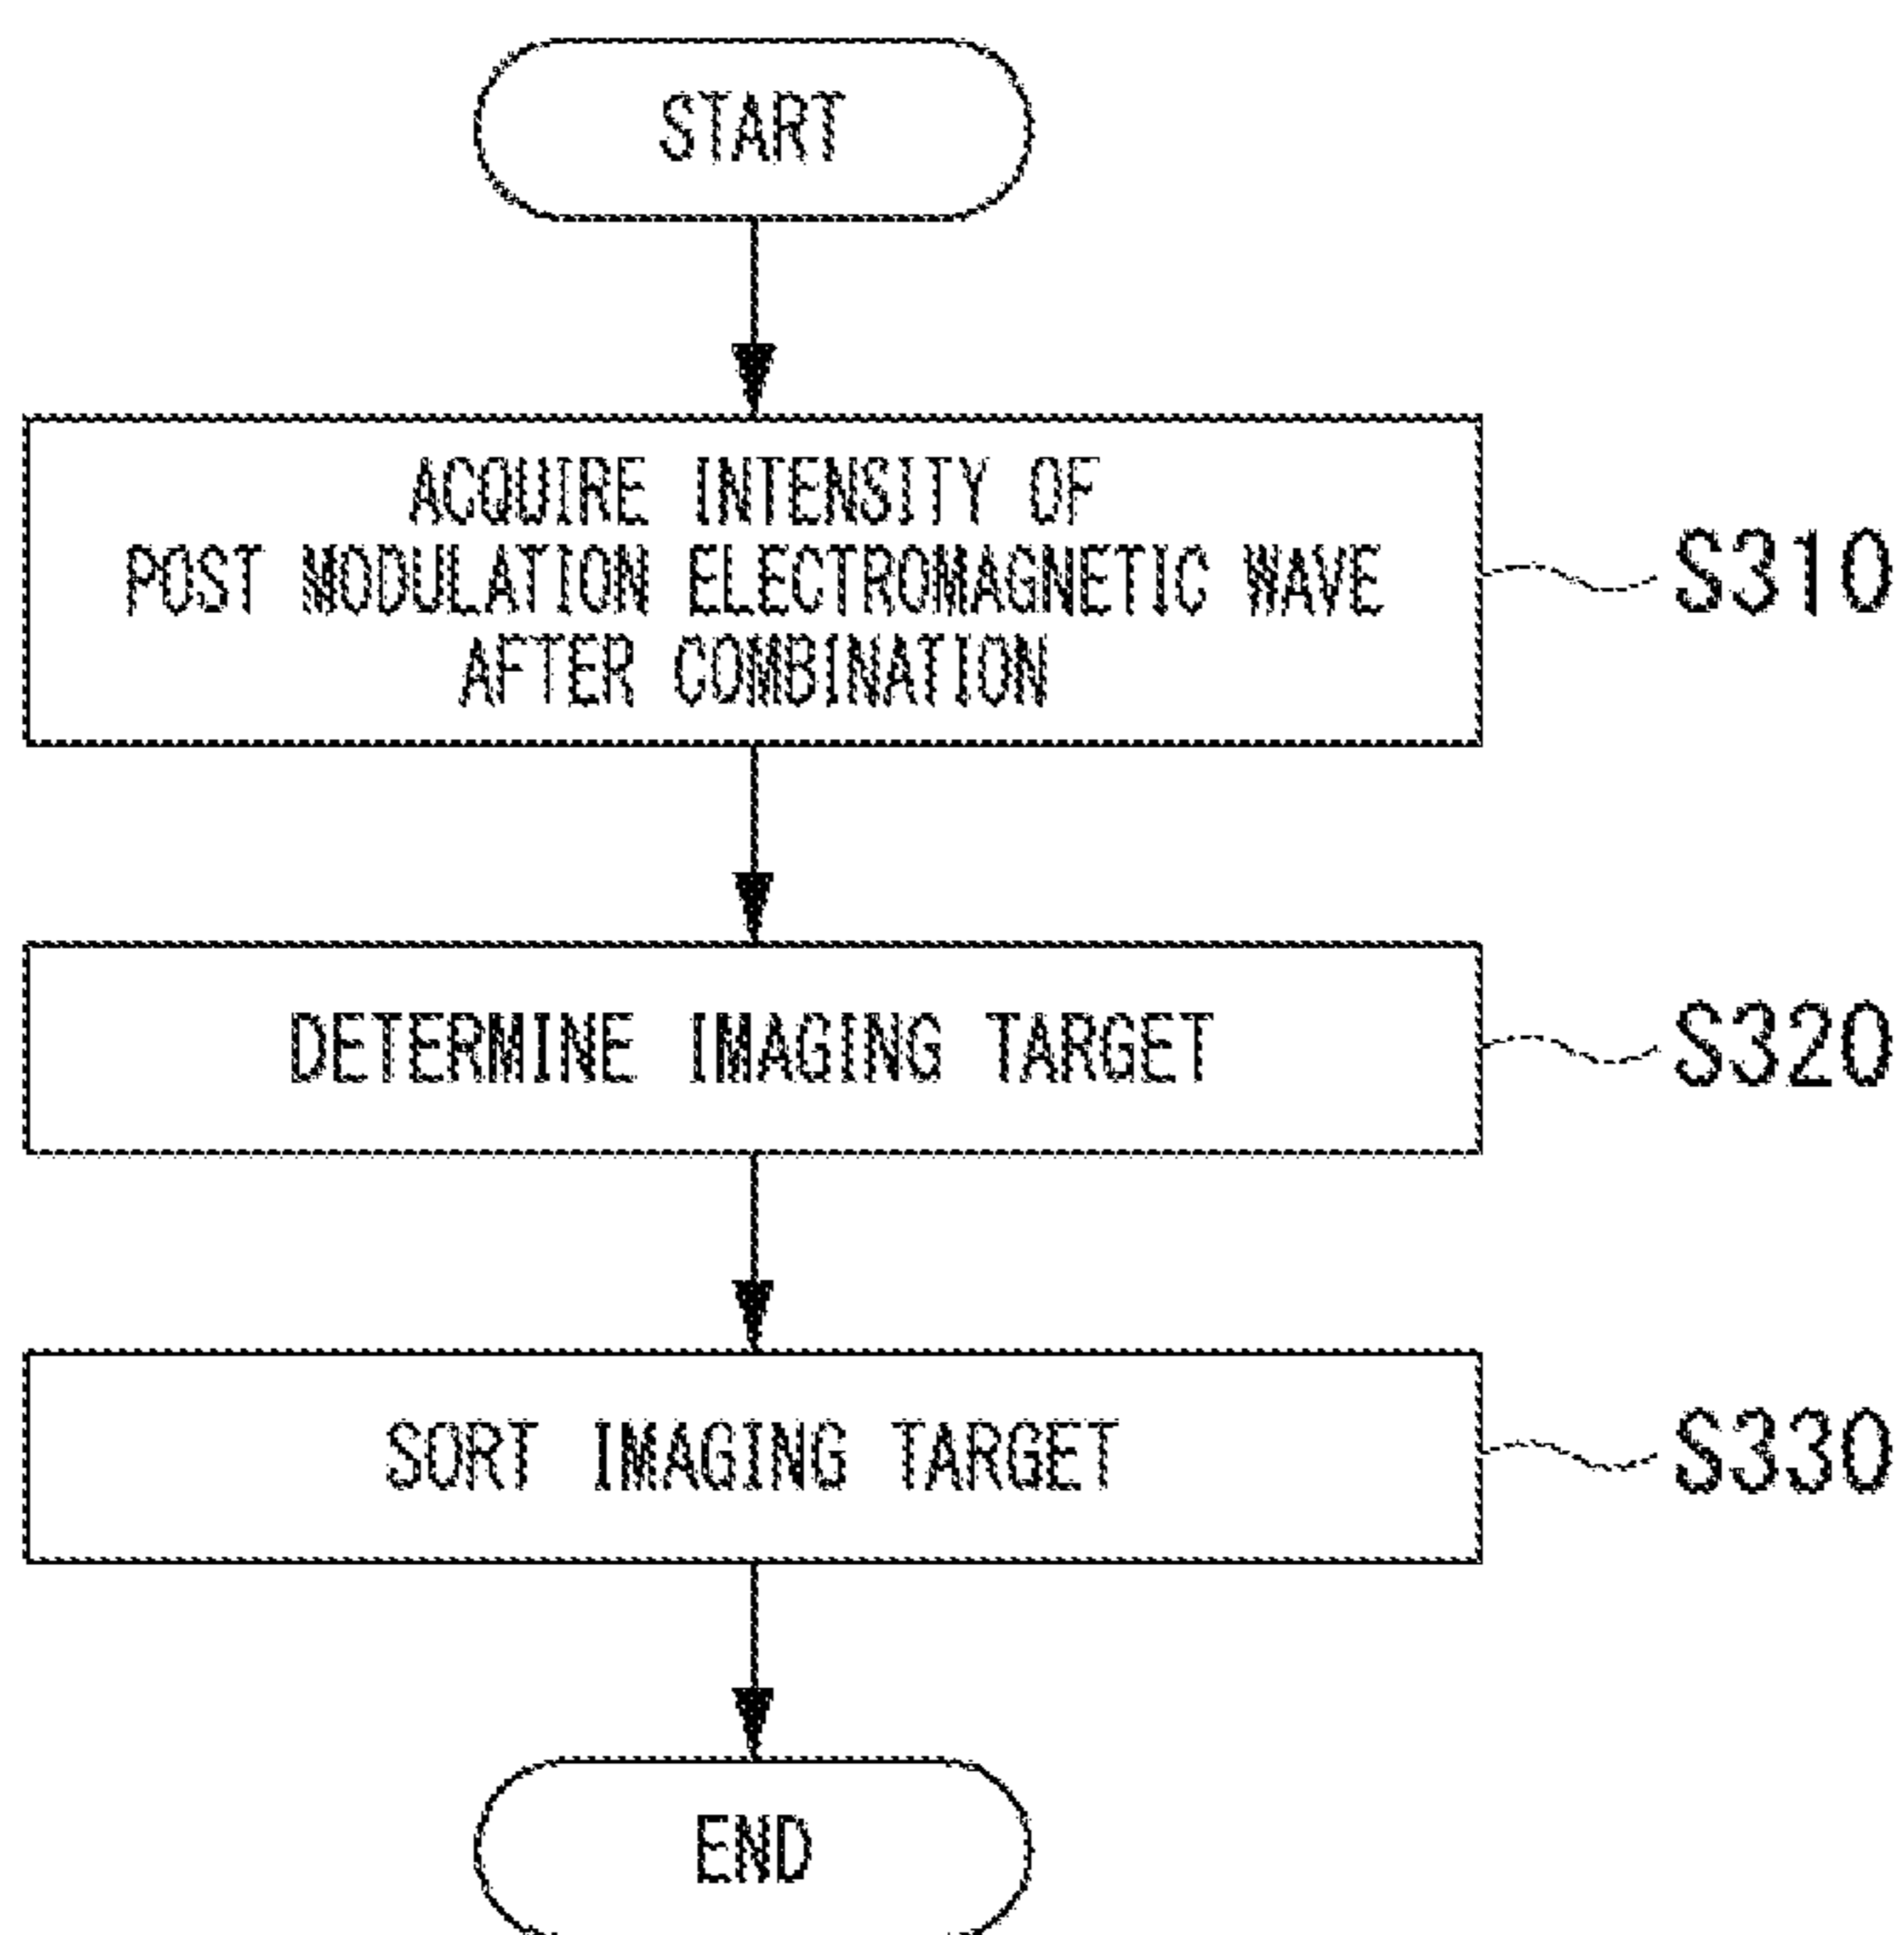 START
ACQUIRE INTENSITY OF
POST MODULATION ELECTROMAGNETIC WAVE
AFTER COMBINATION
S310
DETERMINE IMAGING TARGET
S320
SORT IMAGING TARGET
S330
END